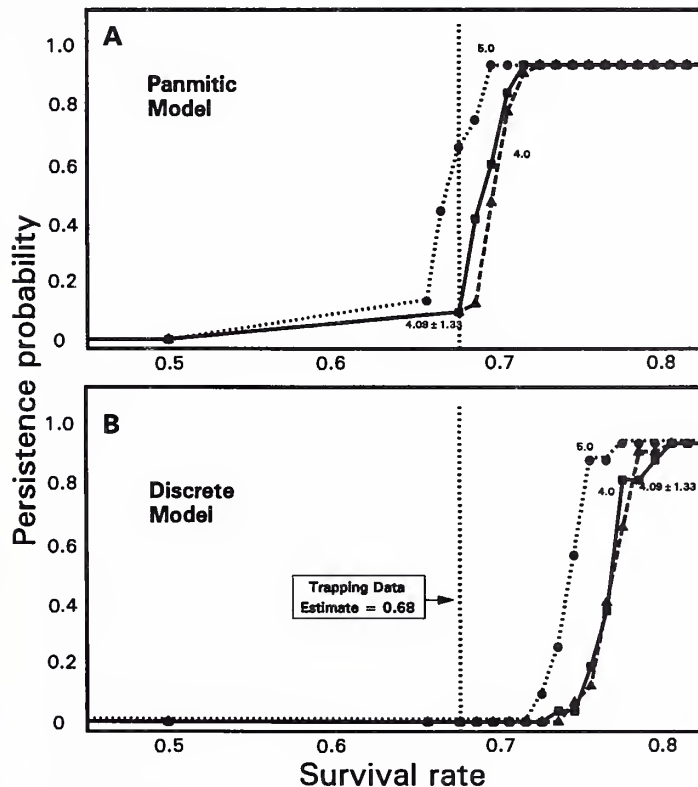 A
Panmitic
Model
5.0
4.0
4.09 ± 1.33
1.0
0.8
0.6
0.4
0.2
0
0.5
0.6
0.7
0.8
Persistence probability
B
Discrete
Model
5.0
4.0
4.09 ± 1.33
Trapping Data
Estimate = 0.68
1.0
0.8
0.6
0.4
0.2
0
0.5
0.6
0.7
0.8
Survival rate